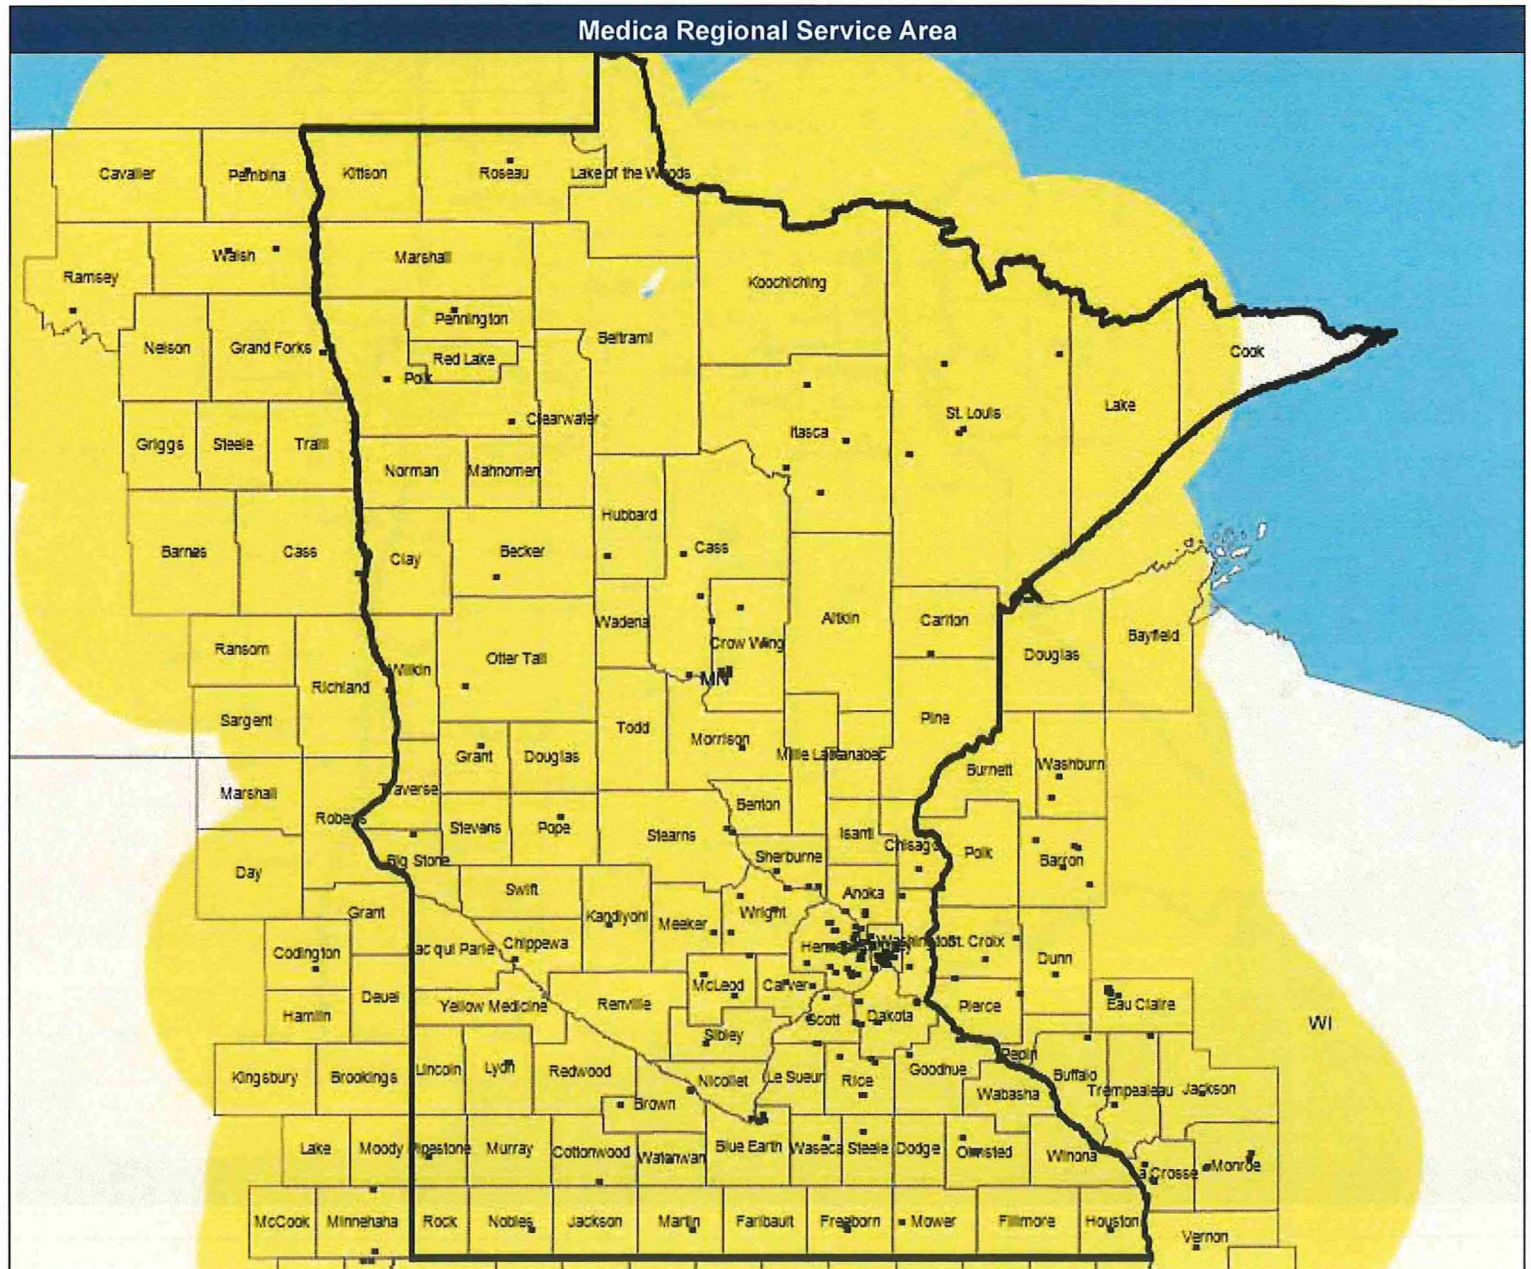 Medica Regional Service Area
Cavalier
Pembina
Kittson
Roseau
Lake of the Woods
Walsh
Marshall
Ramsey
Koochiching
Pennington
Nelson
Grand Forks
Red Lake
Beltrami
Cook
Polk
Clearwater
Lake
St. Louis
Itasca
Griggs
Steele
Traill
Norman
Mahnomen
Hubbard
Barnes
Cass
Clay
Becker
Cass
Wadena
Aitkin
Carlton
Crow Wing
Ransom
Wilkin
Otter Tail
Douglas
Bayfield
Richland
MN
Sargent
Todd
Pine
Morrison
Grant
Douglas
Mille Lacs
Kanabec
Burnett
Washburn
Marshall
Traverse
Benton
Roberts
Stevens
Pope
Stearns
Isanti
Chisago
Polk
Barron
Big Stone
Sherburne
Day
Swift
Anoka
Grant
Kandiyohi
Meeker
Wright
Codington
Lac qui Parle
Chippewa
Washington
St. Croix
Dunn
Deuel
Yellow Medicine
Renville
McLeod
Carver
Hamlin
Scott
Dakota
Pierce
Eau Claire
WI
Sibley
Pepin
Kingsbury
Brookings
Lincoln
Lyon
Redwood
Nicollet
Le Sueur
Rice
Goodhue
Buffalo
Trempealeau
Jackson
Brown
Wabasha
Lake
Moody
Pipestone
Murray
Cottonwood
Watonwan
Blue Earth
Waseca
Steele
Dodge
Olmsted
Winona
La Crosse
Monroe
McCook
Minnehaha
Rock
Nobles
Jackson
Martin
Faribault
Freeborn
Mower
Fillmore
Houston
Vernon